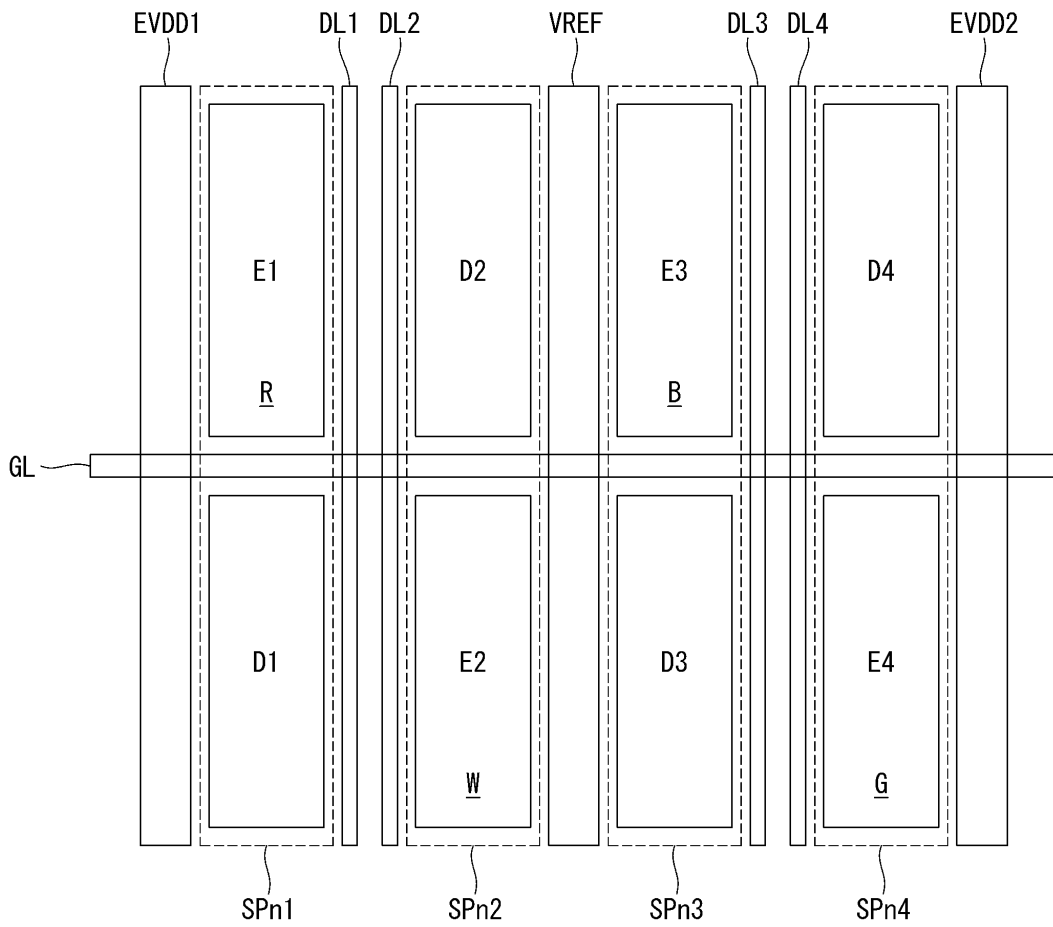 EVDD1 DL1 DL2 VREF DL3 DL4 EVDD2
E1 D2 E3 D4
R B
GL
D1 E2 D3 E4
W G
SPn1 SPn2 SPn3 SPn4